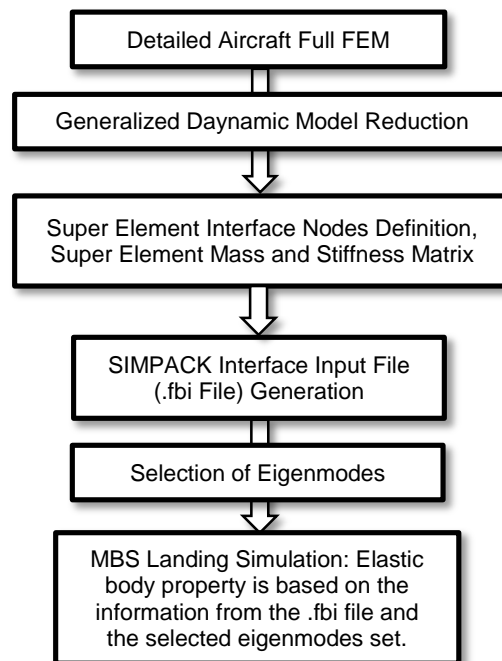 Detailed Aircraft Full FEM
Generalized Daynamic Model Reduction
Super Element Interface Nodes Definition,
Super Element Mass and Stiffness Matrix
SIMPACK Interface Input File
(.fbi File) Generation
Selection of Eigenmodes
MBS Landing Simulation: Elastic
body property is based on the
information from the .fbi file and
the selected eigenmodes set.